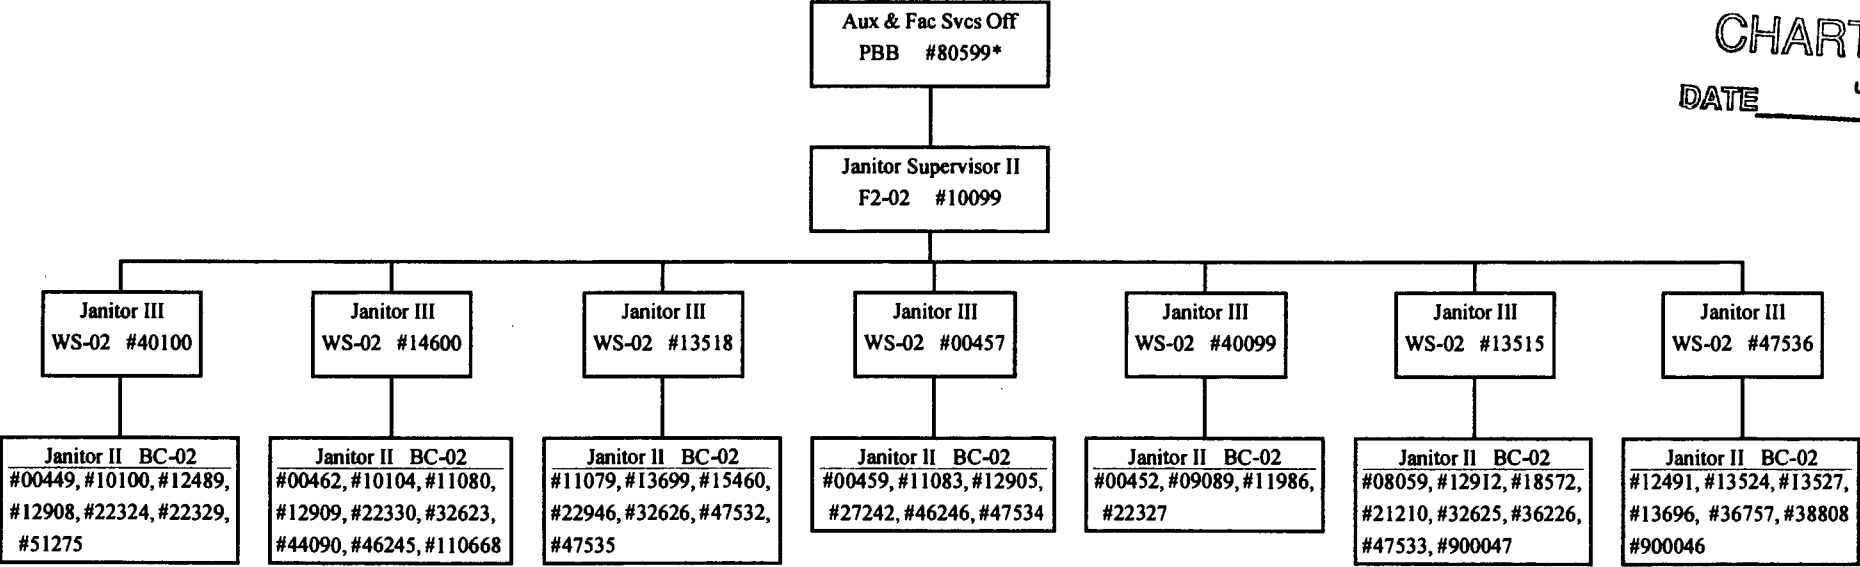 Aux & Fac Svcs Off
PBB #80599*
CHART
DATE
Janitor Supervisor II
F2-02 #10099
Janitor III
WS-02 #40100
Janitor III
WS-02 #14600
Janitor III
WS-02 #13518
Janitor III
WS-02 #00457
Janitor III
WS-02 #40099
Janitor III
WS-02 #13515
Janitor III
WS-02 #47536
Janitor II BC-02
#00449, #10100, #12489,
#12908, #22324, #22329,
#51275
Janitor II BC-02
#00462, #10104, #11080,
#12909, #22330, #32623,
#44090, #46245, #110668
Janitor II BC-02
#11079, #13699, #15460,
#22946, #32626, #47532,
#47535
Janitor II BC-02
#00459, #11083, #12905,
#27242, #46246, #47534
Janitor II BC-02
#00452, #09089, #11986,
#22327
Janitor II BC-02
#08059, #12912, #18572,
#21210, #32625, #36226,
#47533, #900047
Janitor II BC-02
#12491, #13524, #13527,
#13696, #36757, #38808
#900046